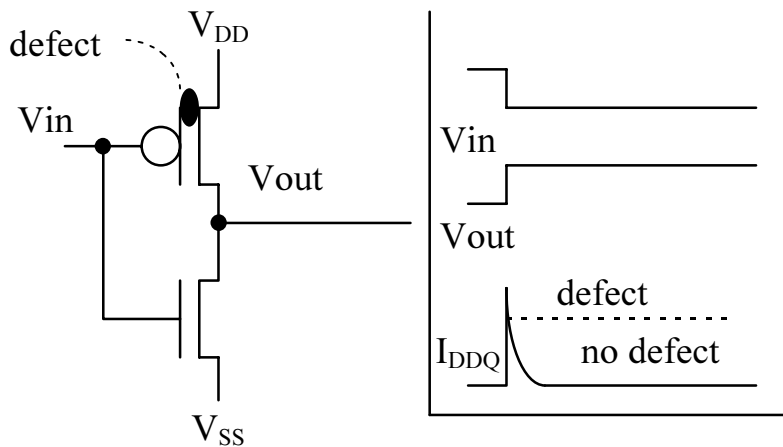 V_DD
defect
Vin
Vout
V_SS
Vin
Vout
defect
I_DDQ
no defect